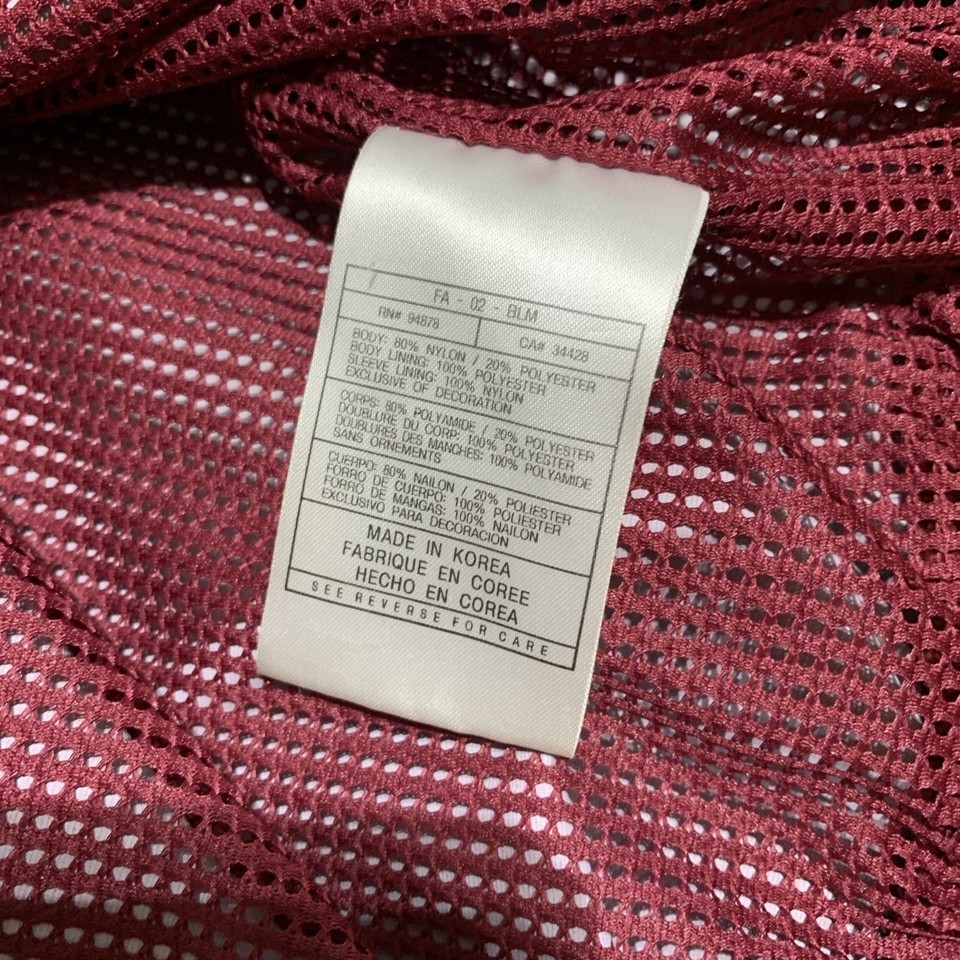 FA - 02 - BLM
RN# 94878 CA# 34428
BODY: 80% NYLON / 20% POLYESTER
BODY LINING: 100% POLYESTER
SLEEVE LINING: 100% NYLON
EXCLUSIVE OF DECORATION
CORPS: 80% POLYAMIDE / 20% POLYESTER
DOUBLURE DU CORP: 100% POLYESTER
DOUBLURES DES MANCHES: 100% POLYAMIDE
SANS ORNEMENTS
CUERPO: 80% NAILON / 20% POLIESTER
FORRO DE CUERPO: 100% POLIESTER
FORRO DE MANGAS: 100% NAILON
EXCLUSIVO PARA DECORACION
MADE IN KOREA
FABRIQUE EN COREE
HECHO EN COREA
SEE REVERSE FOR CARE